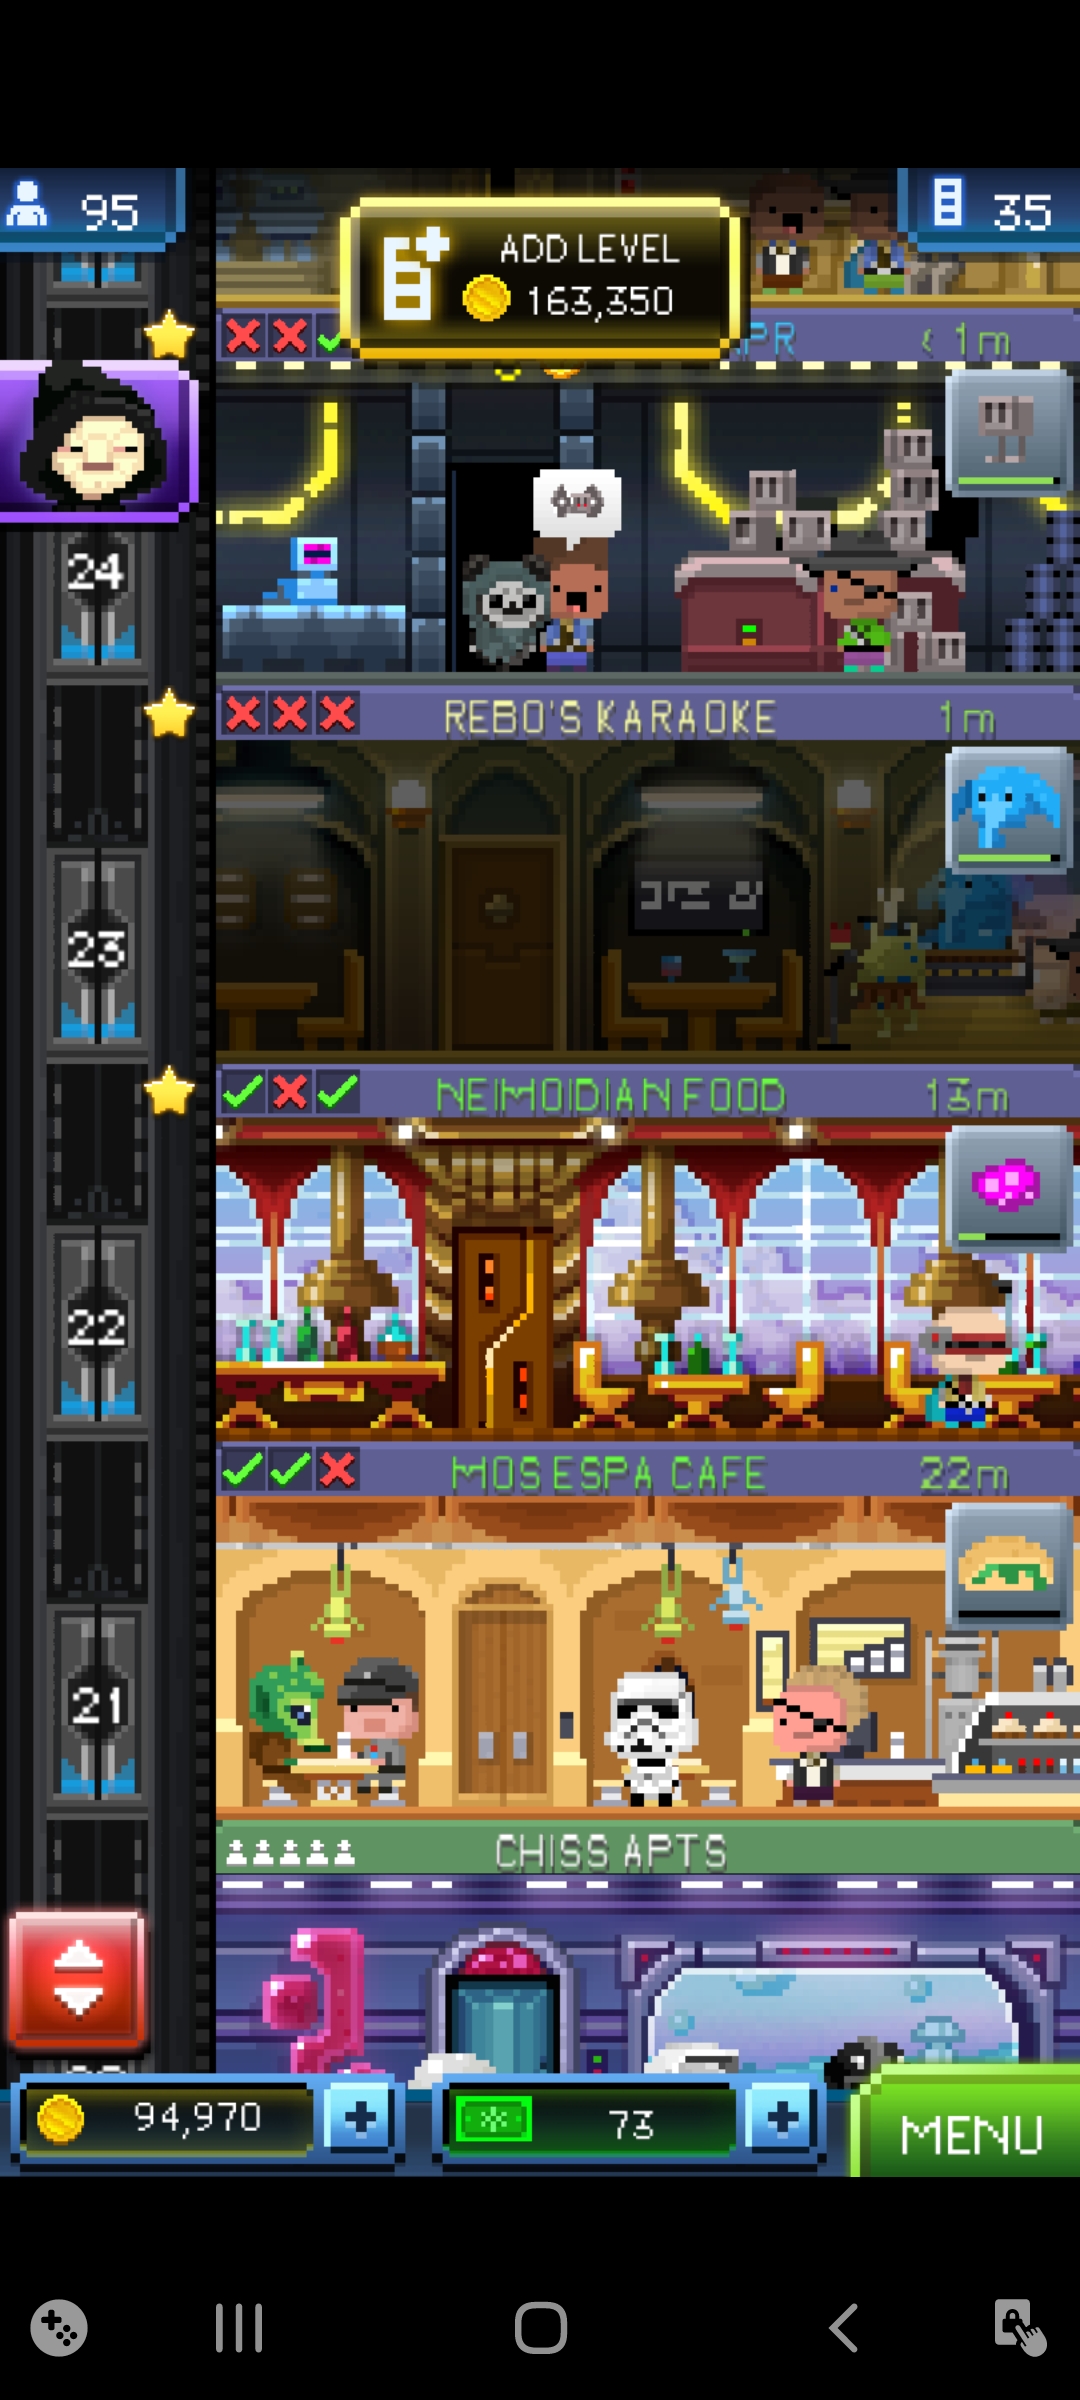 95
ADD LEVEL
163,350
35
1m
24
REBO'S KARAOKE 1m
23
NEIMOIDIAN FOOD 13m
22
MOS ESPA CAFE 22m
21
CHISS APTS
94,970
73
MENU